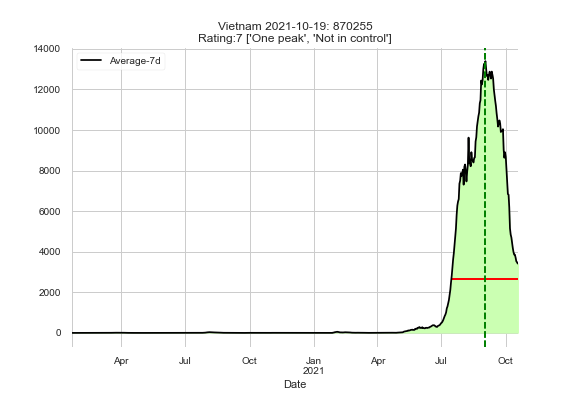 Vietnam 2021-10-19: 870255
Rating:7 ['One peak', 'Not in control']
14000
Average-7d
12000
10000
8000
6000
4000
2000
0
Apr Jul Oct Jan Apr Jul Oct
2021
Date